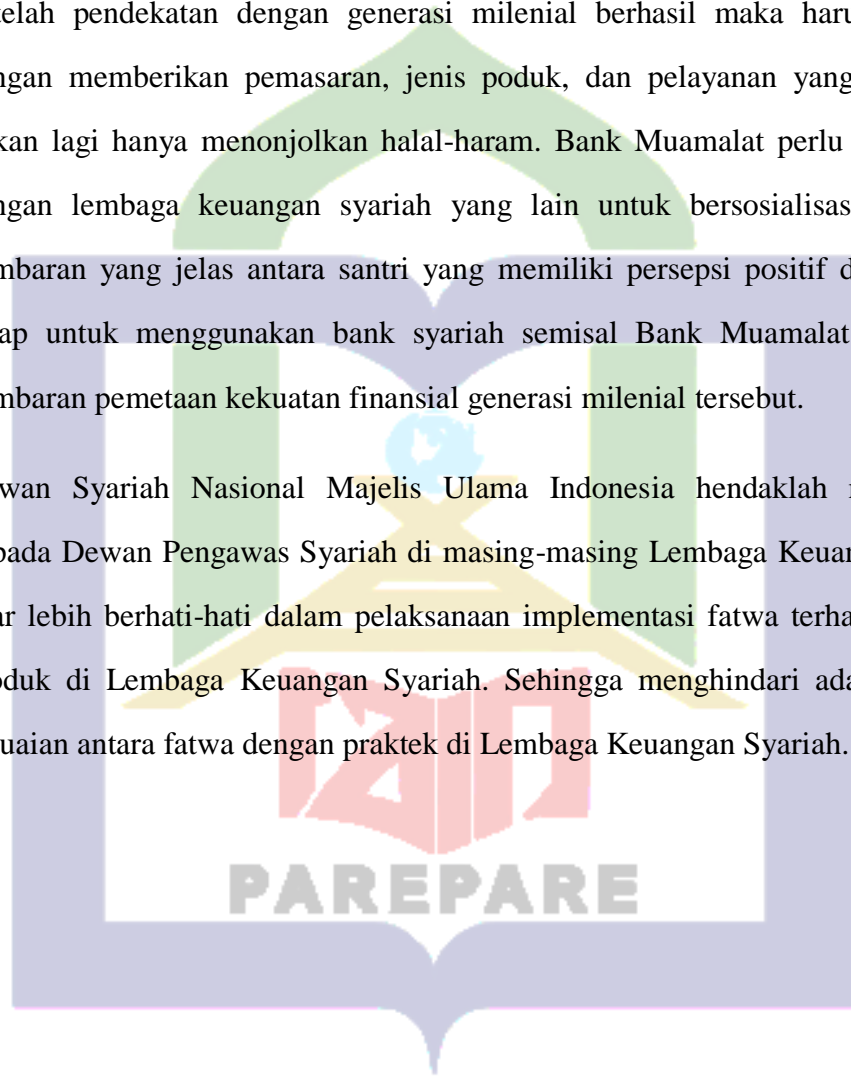 telah pendekatan dengan generasi milenial berhasil maka haru
ngan memberikan pemasaran, jenis poduk, dan pelayanan yang
kan lagi hanya menonjolkan halal-haram. Bank Muamalat perlu
ngan lembaga keuangan syariah yang lain untuk bersosialisas
mbaran yang jelas antara santri yang memiliki persepsi positif d
ap untuk menggunakan bank syariah semisal Bank Muamalat
mbaran pemetaan kekuatan finansial generasi milenial tersebut.
wan Syariah Nasional Majelis Ulama Indonesia hendaklah
pada Dewan Pengawas Syariah di masing-masing Lembaga Keuan
ar lebih berhati-hati dalam pelaksanaan implementasi fatwa terha
oduk di Lembaga Keuangan Syariah. Sehingga menghindari ada
uaian antara fatwa dengan praktek di Lembaga Keuangan Syariah.
PAREPARE